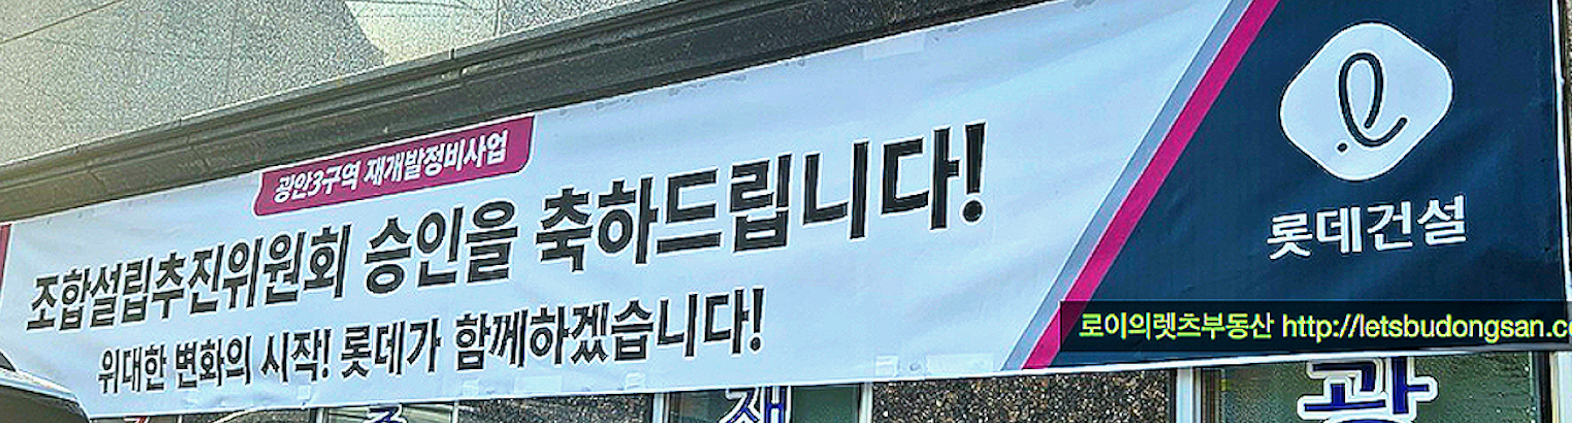 광안3구역 재개발정비사업
조합설립추진위원회 승인을 축하드립니다!
위대한 변화의 시작! 롯데가 함께하겠습니다!
롯데건설
로이의렛츠부동산 http://letsbudongsan.c
광